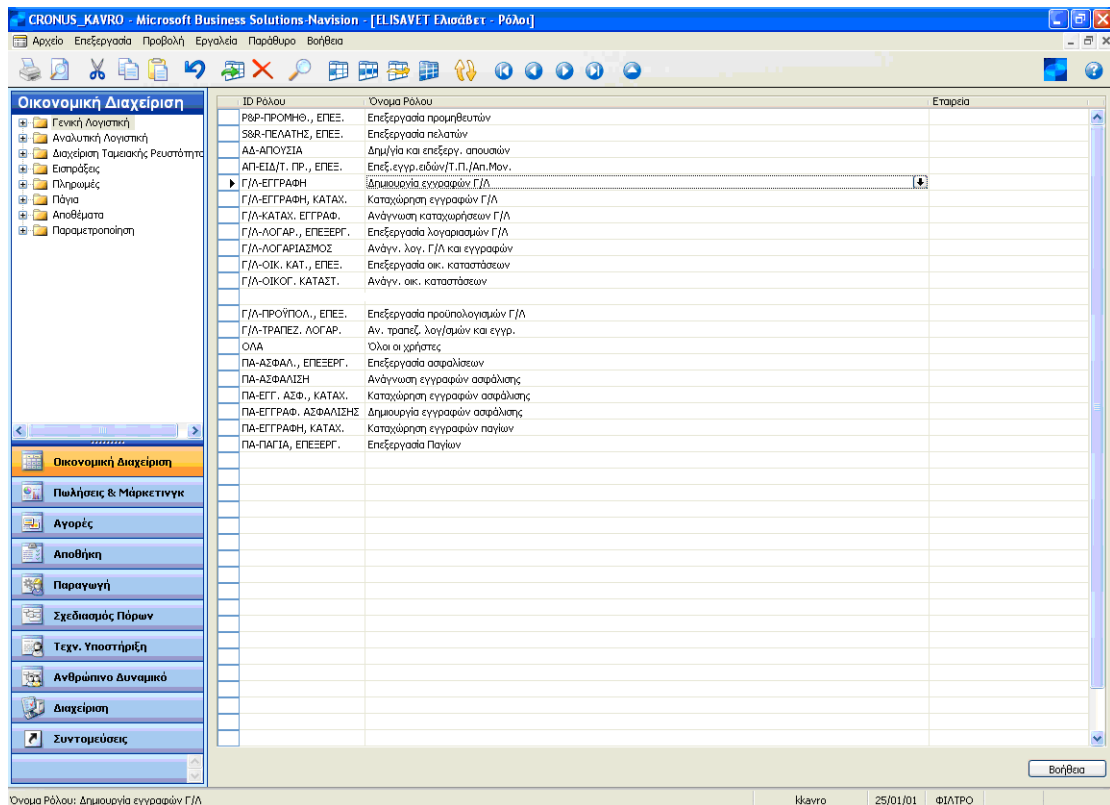 CRONUS_KAVRO - Microsoft Business Solutions-Navision - [ELISAVET Ελισάβετ - Ρόλοι]
Αρχείο Επεξεργασία Προβολή Εργαλεία Παράθυρο Βοήθεια
Οικονομική Διαχείριση
Γενική Λογιστική
Αναλυτική Λογιστική
Διαχείριση Ταμειακής Ρευστότητα
Εισπράξεις
Πληρωμές
Πάγια
Αποθέματα
Παραμετροποίηση
Οικονομική Διαχείριση
Πωλήσεις & Μάρκετινγκ
Αγορές
Αποθήκη
Παραγωγή
Σχεδιασμός Πόρων
Τεχν. Υποστήριξη
Ανθρώπινο Δυναμικό
Διαχείριση
Συντομεύσεις
ID Ρόλου Όνομα Ρόλου Εταιρεία
P&P-ΠΡΟΜΗΘ., ΕΠΕΞ. Επεξεργασία προμηθευτών
S&R-ΠΕΛΑΤΗΣ, ΕΠΕΞ. Επεξεργασία πελατών
ΑΔ-ΑΠΟΥΣΙΑ Δημ/γία και επεξεργ. απουσιών
ΑΠ-ΕΙΔ/Τ. ΠΡ., ΕΠΕΞ. Επεξ.εγγρ.ειδών/Τ.Π./Απ.Μον.
Γ/Λ-ΕΓΓΡΑΦΗ Δημιουργία εγγραφών Γ/Λ
Γ/Λ-ΕΓΓΡΑΦΗ, ΚΑΤΑΧ. Καταχώρηση εγγραφών Γ/Λ
Γ/Λ-ΚΑΤΑΧ. ΕΓΓΡΑΦ. Ανάγνωση καταχωρήσεων Γ/Λ
Γ/Λ-ΛΟΓΑΡ., ΕΠΕΞΕΡΓ. Επεξεργασία λογαριασμών Γ/Λ
Γ/Λ-ΛΟΓΑΡΙΑΣΜΟΣ Ανάγν. λογ. Γ/Λ και εγγραφών
Γ/Λ-ΟΙΚ. ΚΑΤ., ΕΠΕΞ. Επεξεργασία οικ. καταστάσεων
Γ/Λ-ΟΙΚΟΓ. ΚΑΤΑΣΤ. Ανάγν. οικ. καταστάσεων
Γ/Λ-ΠΡΟΫΠΟΛ., ΕΠΕΞ. Επεξεργασία προϋπολογισμών Γ/Λ
Γ/Λ-ΤΡΑΠΕΖ. ΛΟΓΑΡ. Αν. τραπεζ. λογ/σμών και εγγρ.
ΟΛΑ Όλοι οι χρήστες
ΠΑ-ΑΣΦΑΛ., ΕΠΕΞΕΡΓ. Επεξεργασία ασφαλίσεων
ΠΑ-ΑΣΦΑΛΙΣΗ Ανάγνωση εγγραφών ασφάλισης
ΠΑ-ΕΓΓ. ΑΣΦ., ΚΑΤΑΧ. Καταχώρηση εγγραφών ασφάλισης
ΠΑ-ΕΓΓΡΑΦ. ΑΣΦΑΛΙΣΗΣ Δημιουργία εγγραφών ασφάλισης
ΠΑ-ΕΓΓΡΑΦΗ, ΚΑΤΑΧ. Καταχώρηση εγγραφών παγίων
ΠΑ-ΠΑΓΙΑ, ΕΠΕΞΕΡΓ. Επεξεργασία Παγίων
Βοήθεια
Όνομα Ρόλου: Δημιουργία εγγραφών Γ/Λ kkavro 25/01/01 ΦΙΛΤΡΟ